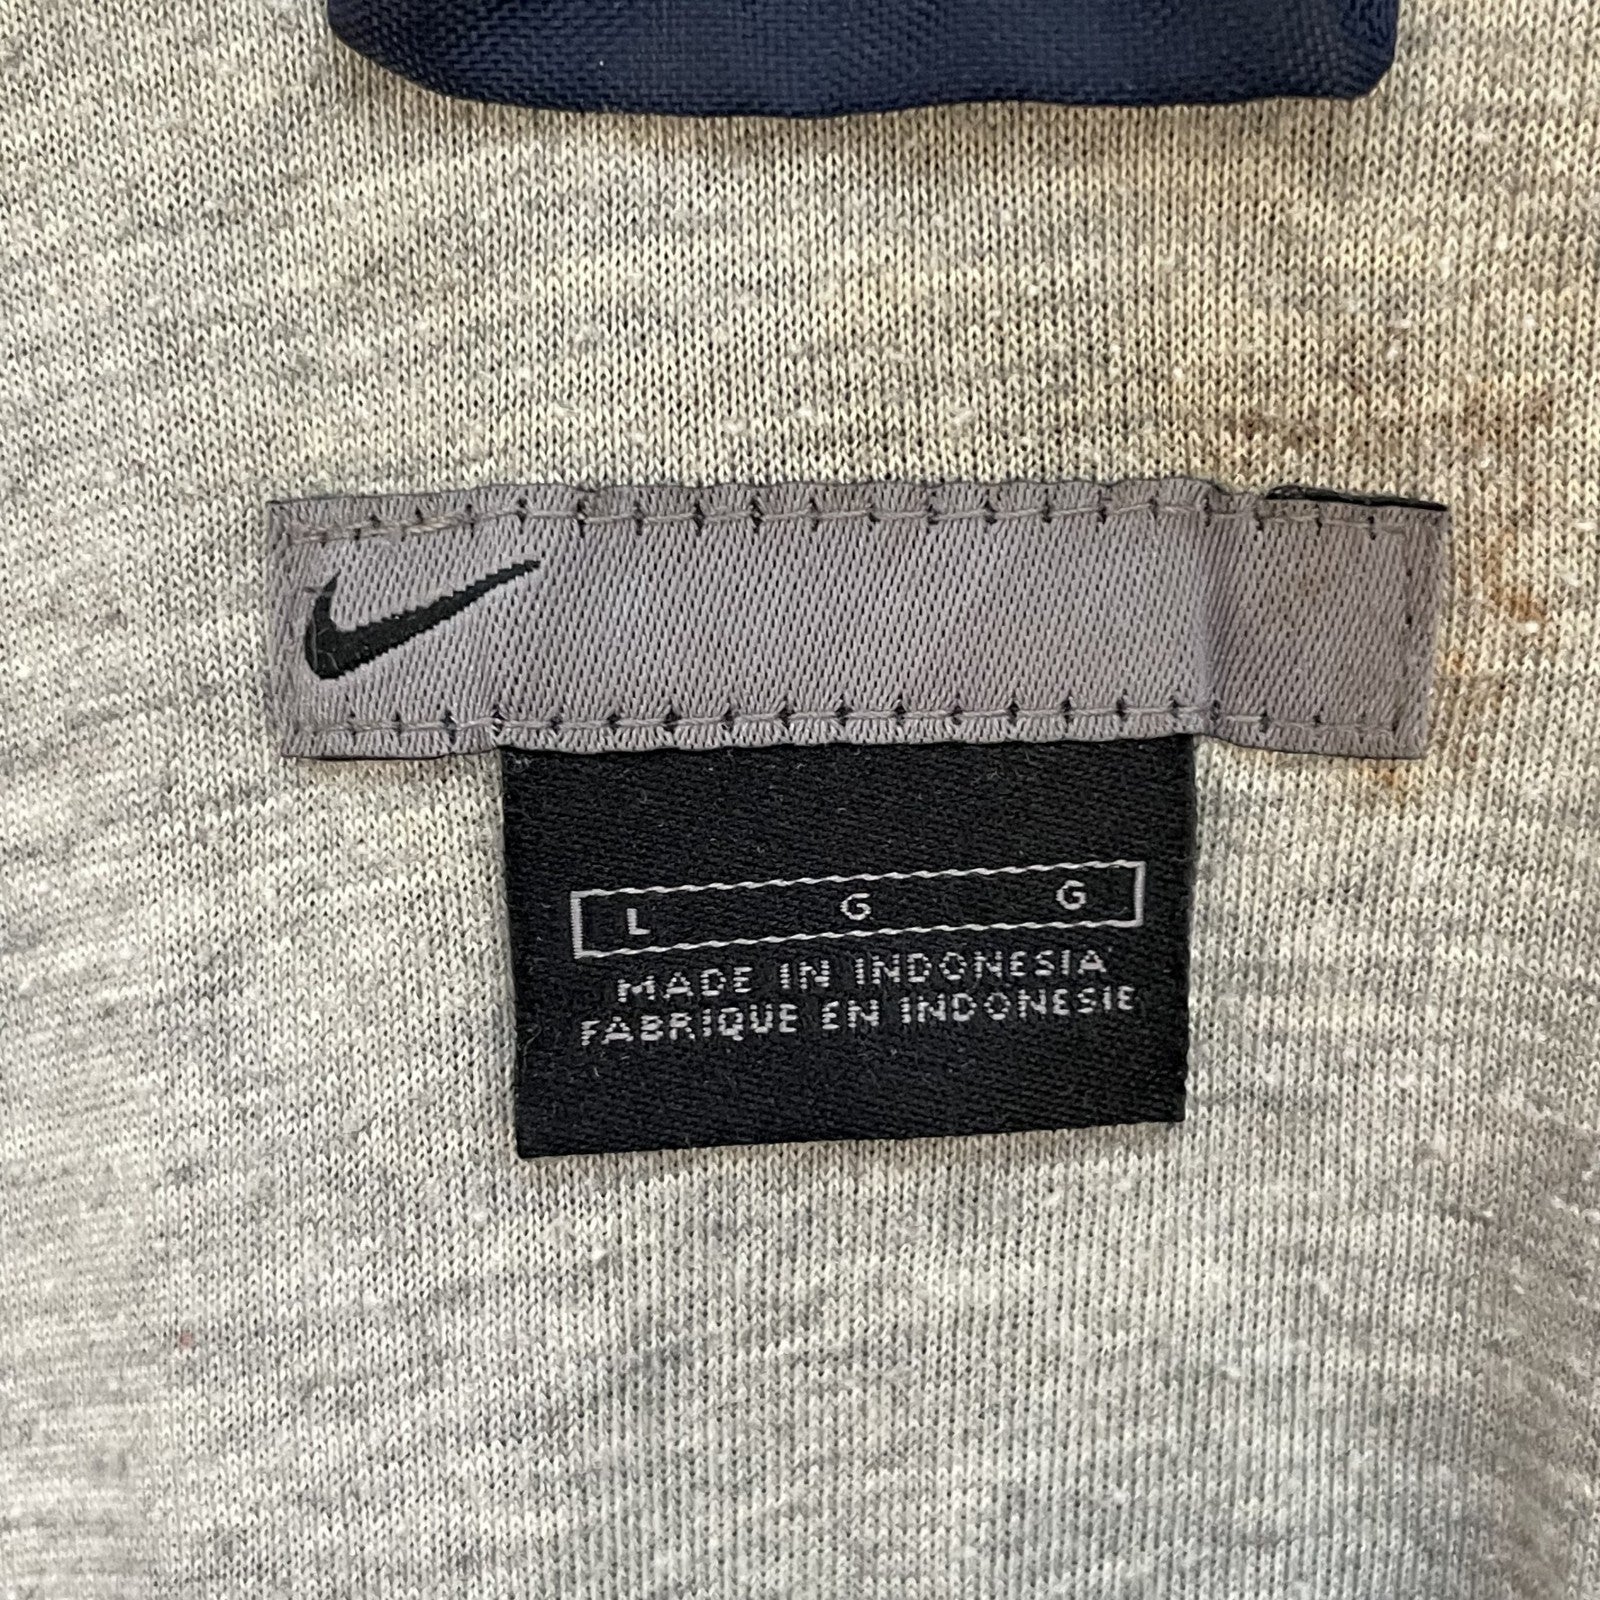 L G G
MADE IN INDONESIA
FABRIQUE EN INDONESIE